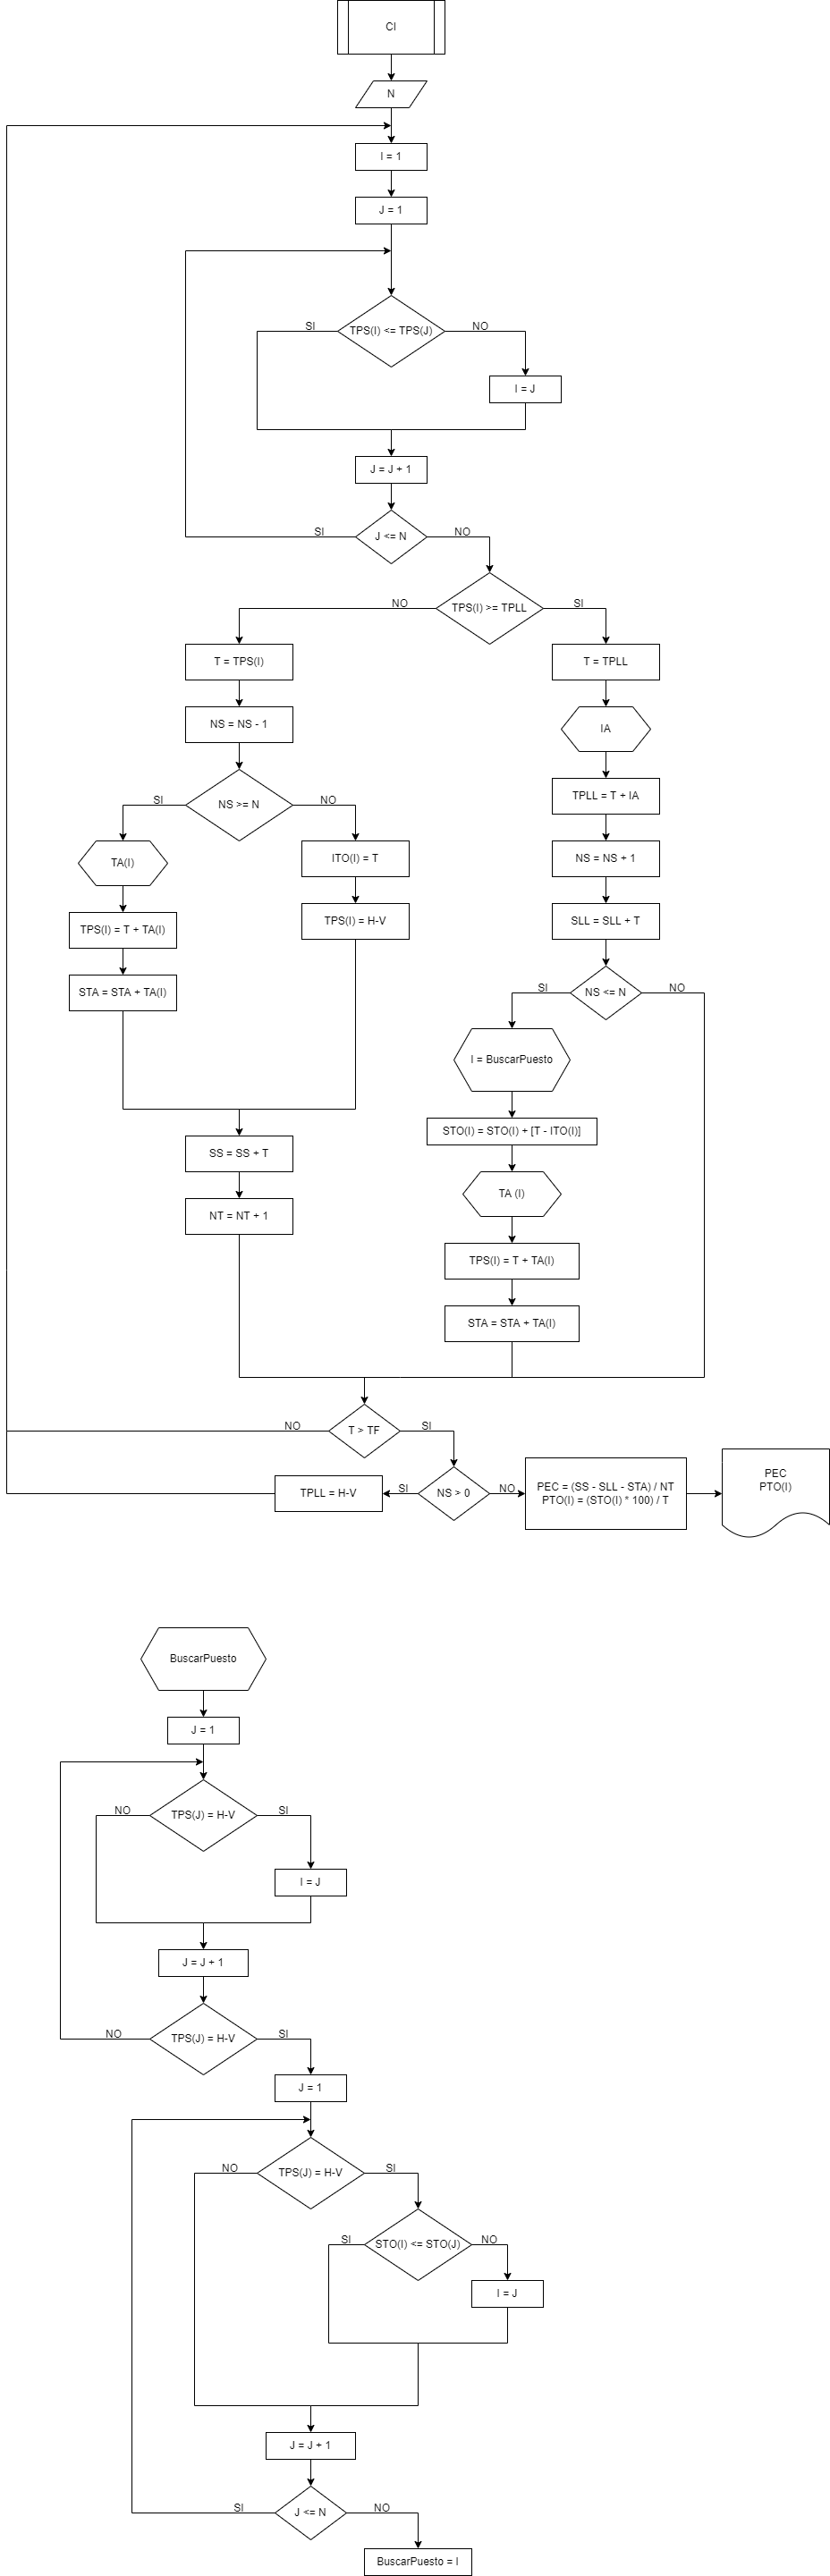 CI
N
I = 1
J = 1
TPS(I) <= TPS(J)
SI
NO
I = J
J = J + 1
J <= N
SI
NO
TPS(I) >= TPLL
NO
SI
T = TPS(I)
T = TPLL
NS = NS - 1
IA
NS >= N
SI
NO
TPLL = T + IA
TA(I)
ITO(I) = T
NS = NS + 1
TPS(I) = T + TA(I)
TPS(I) = H-V
SLL = SLL + T
STA = STA + TA(I)
NS <= N
SI
NO
I = BuscarPuesto
STO(I) = STO(I) + [T - ITO(I)]
SS = SS + T
TA (I)
NT = NT + 1
TPS(I) = T + TA(I)
STA = STA + TA(I)
T > TF
NO
SI
NS > 0
SI
NO
TPLL = H-V
PEC = (SS - SLL - STA) / NT
PTO(I) = (STO(I) * 100) / T
PEC
PTO(I)
BuscarPuesto
J = 1
TPS(J) = H-V
NO
SI
I = J
J = J + 1
TPS(J) = H-V
NO
SI
J = 1
TPS(J) = H-V
NO
SI
STO(I) <= STO(J)
SI
NO
I = J
J = J + 1
J <= N
SI
NO
BuscarPuesto = I